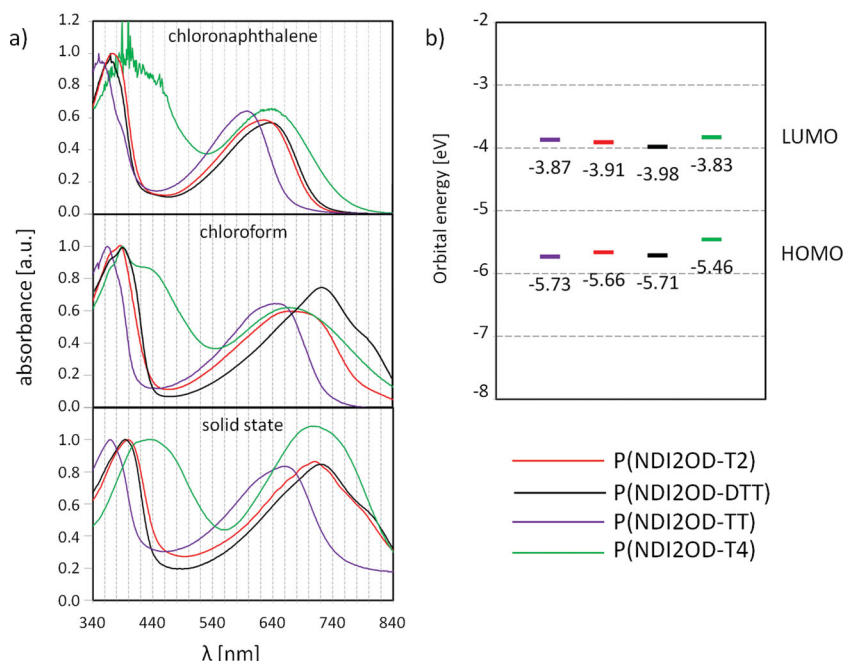 a)
chloronaphthalene
1.2
1.0
0.8
0.6
0.4
0.2
0.0
chloroform
1.0
0.8
0.6
0.4
0.2
0.0
solid state
1.0
0.8
0.6
0.4
0.2
0.0
340 440 540 640 740 840
λ [nm]
absorbance [a.u.]
b)
-2
-3
-4
-5
-6
-7
-8
Orbital energy [eV]
-3.87 -3.91 -3.98 -3.83
LUMO
-5.73 -5.66 -5.71 -5.46
HOMO
P(NDI2OD-T2)
P(NDI2OD-DTT)
P(NDI2OD-TT)
P(NDI2OD-T4)